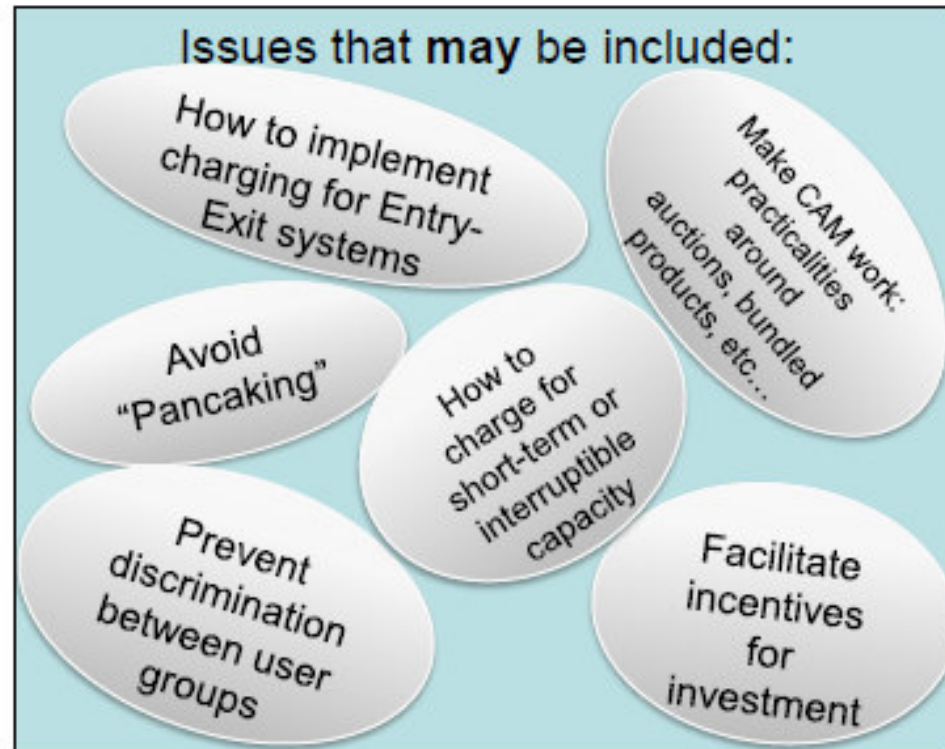 Issues that may be included:
How to implement
charging for Entry-
Exit systems
Make CAM work:
practicalities
around
auctions, bundled
products, etc...
Avoid
“Pancaking”
How to
charge for
short-term or
interruptible
capacity
Prevent
discrimination
between user
groups
Facilitate
incentives
for
investment